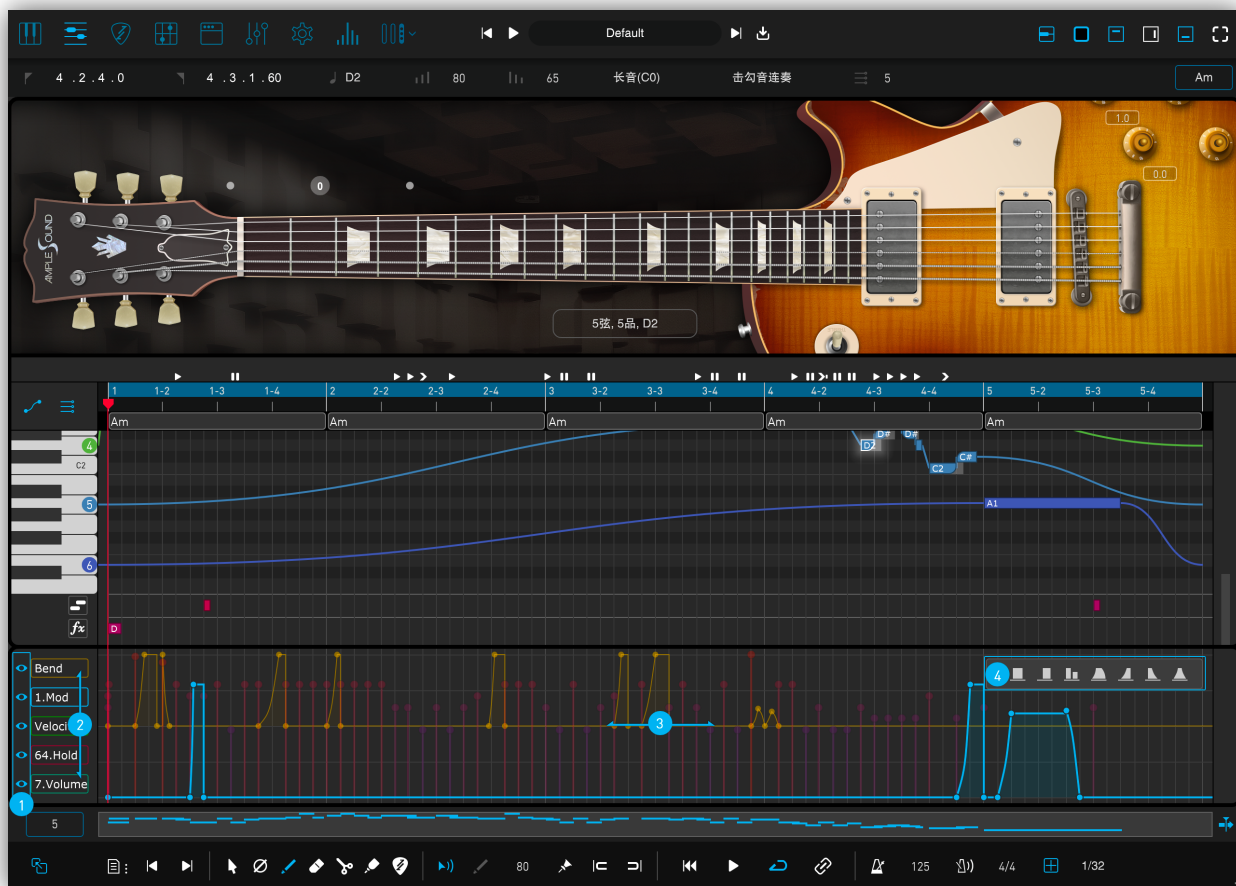 Default
4 . 2 . 4 . 0 4 . 3 . 1 . 60 D2 80 65 长音(C0) 击勾音连奏 5 Am
1.0
0.0
0
AMPLE SOUND
5弦, 5品, D2
1 1-2 1-3 1-4 2 2-2 2-3 2-4 3 3-2 3-3 3-4 4 4-2 4-3 4-4 5 5-2 5-3 5-4
Am Am Am Am Am
4 D2 D# D#
C2 C2 C#
5 A1
6
fx D
Bend 4
1.Mod
Veloci 2 3
64.Hold
7.Volume
1
5
80 125 4/4 1/32